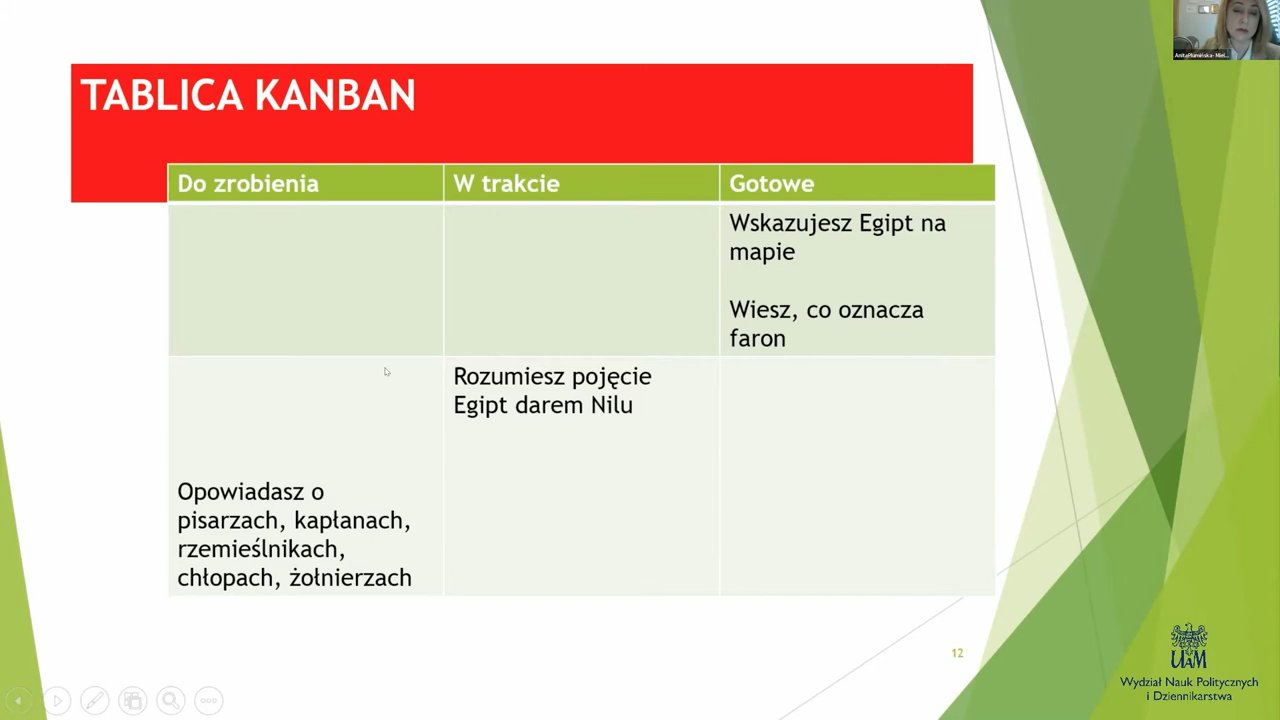 TABLICA KANBAN
Do zrobienia
W trakcie
Gotowe
Wskazujesz Egipt na
mapie
Wiesz, co oznacza
faron
Rozumiesz pojęcie
Egipt darem Nilu
Opowiadasz o
pisarzach, kapłanach,
rzemieślnikach,
chłopach, żołnierzach
12
UAM
Wydział Nauk Politycznych
i Dziennikarstwa